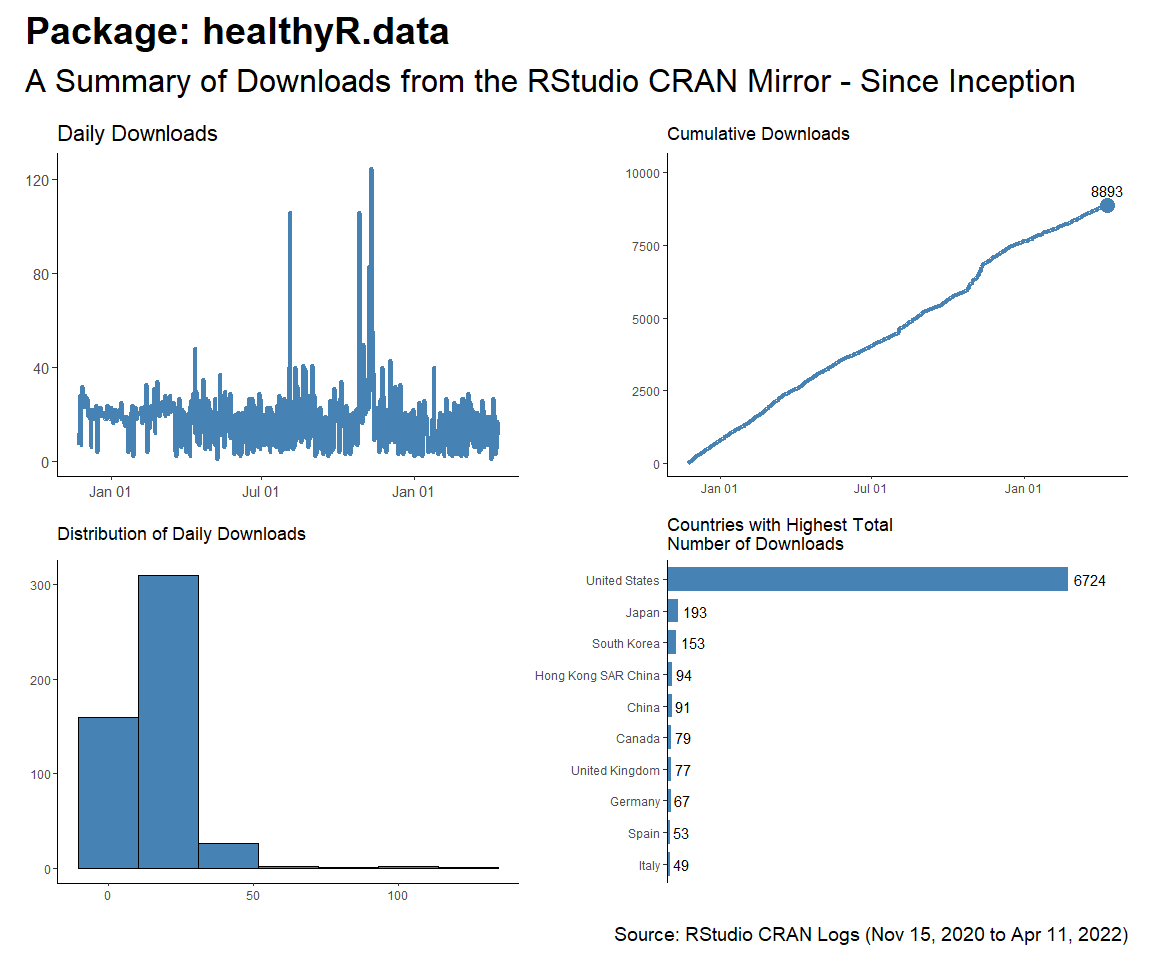 Package: healthyR.data
A Summary of Downloads from the RStudio CRAN Mirror - Since Inception
Daily Downloads
120
80
40
0
Jan 01 Jul 01 Jan 01
Cumulative Downloads
10000
7500
5000
2500
0
8893
Jan 01 Jul 01 Jan 01
Distribution of Daily Downloads
300
200
100
0
0 50 100
Countries with Highest Total
Number of Downloads
United States 6724
Japan 193
South Korea 153
Hong Kong SAR China 94
China 91
Canada 79
United Kingdom 77
Germany 67
Spain 53
Italy 49
Source: RStudio CRAN Logs (Nov 15, 2020 to Apr 11, 2022)